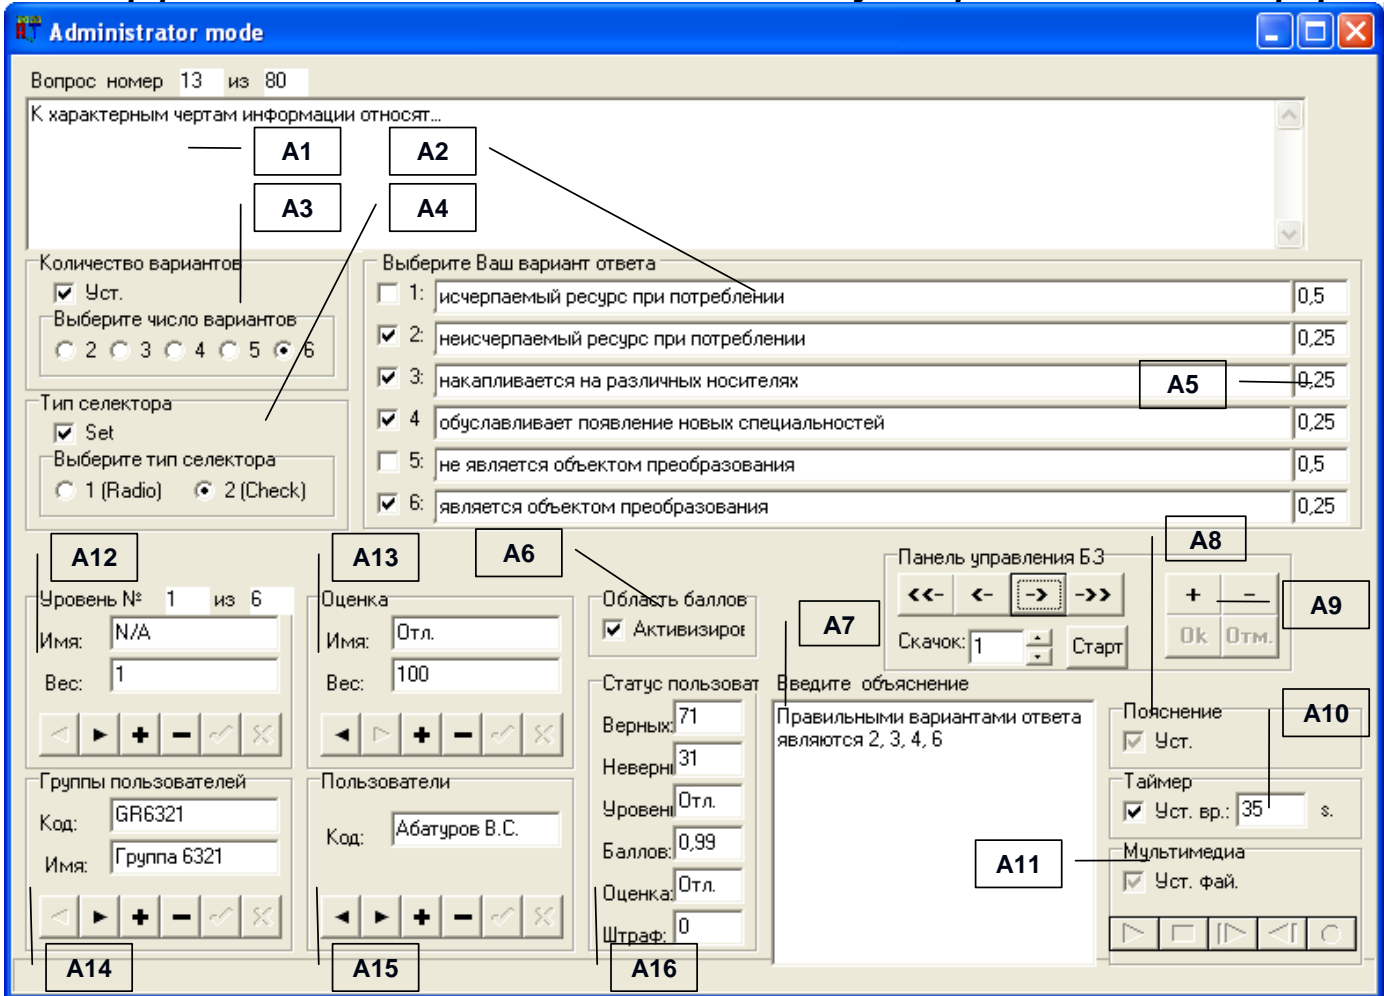 Administrator mode
Вопрос номер 13 из 80
К характерным чертам информации относят...
A1 A2
A3 A4
Количество вариантов
Уст.
Выберите число вариантов
2 3 4 5 6
Тип селектора
Set
Выберите тип селектора
1 (Radio) 2 (Check)
Выберите Ваш вариант ответа
1: исчерпаемый ресурс при потреблении 0,5
2: неисчерпаемый ресурс при потреблении 0,25
3: накапливается на различных носителях 0,25
A5
4 обуславливает появление новых специальностей 0,25
5: не является объектом преобразования 0,5
6: является объектом преобразования 0,25
A12 A13 A6 A8
Уровень № 1 из 6
Имя: N/A
Вес: 1
Оценка
Имя: Отл.
Вес: 100
Область баллов
Активизиров
A7
Панель управления БЗ
<<- <- -> ->>
Скачок: 1 Старт
+ -
Ok Отм.
A9
Группы пользователей
Код: GR6321
Имя: Группа 6321
A14
Пользователи
Код: Абатуров В.С.
A15
Статус пользоват
Верных: 71
Неверны 31
Уровень Отл.
Баллов: 0,99
Оценка: Отл.
Штраф: 0
A16
Введите объяснение
Правильными вариантами ответа
являются 2, 3, 4, 6
Пояснение
Уст.
A10
Таймер
Уст. вр.: 35 s.
A11
Мультимедиа
Уст. фай.